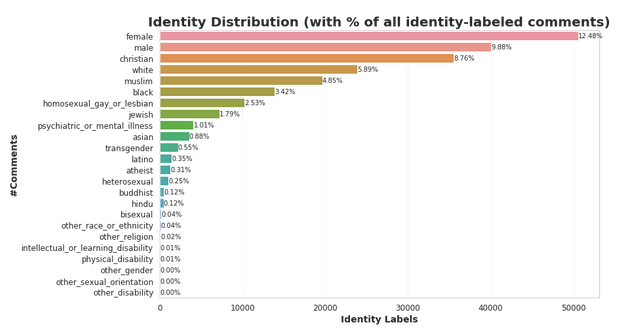 Identity Distribution (with % of all identity-labeled comments)
#Comments
female 12.48%
male 9.88%
christian 8.76%
white 5.89%
muslim 4.85%
black 3.42%
homosexual_gay_or_lesbian 2.53%
jewish 1.79%
psychiatric_or_mental_illness 1.01%
asian 0.88%
transgender 0.55%
latino 0.35%
atheist 0.31%
heterosexual 0.25%
buddhist 0.12%
hindu 0.12%
bisexual 0.04%
other_race_or_ethnicity 0.04%
other_religion 0.02%
intellectual_or_learning_disability 0.01%
physical_disability 0.01%
other_gender 0.00%
other_sexual_orientation 0.00%
other_disability 0.00%
0 10000 20000 30000 40000 50000
Identity Labels